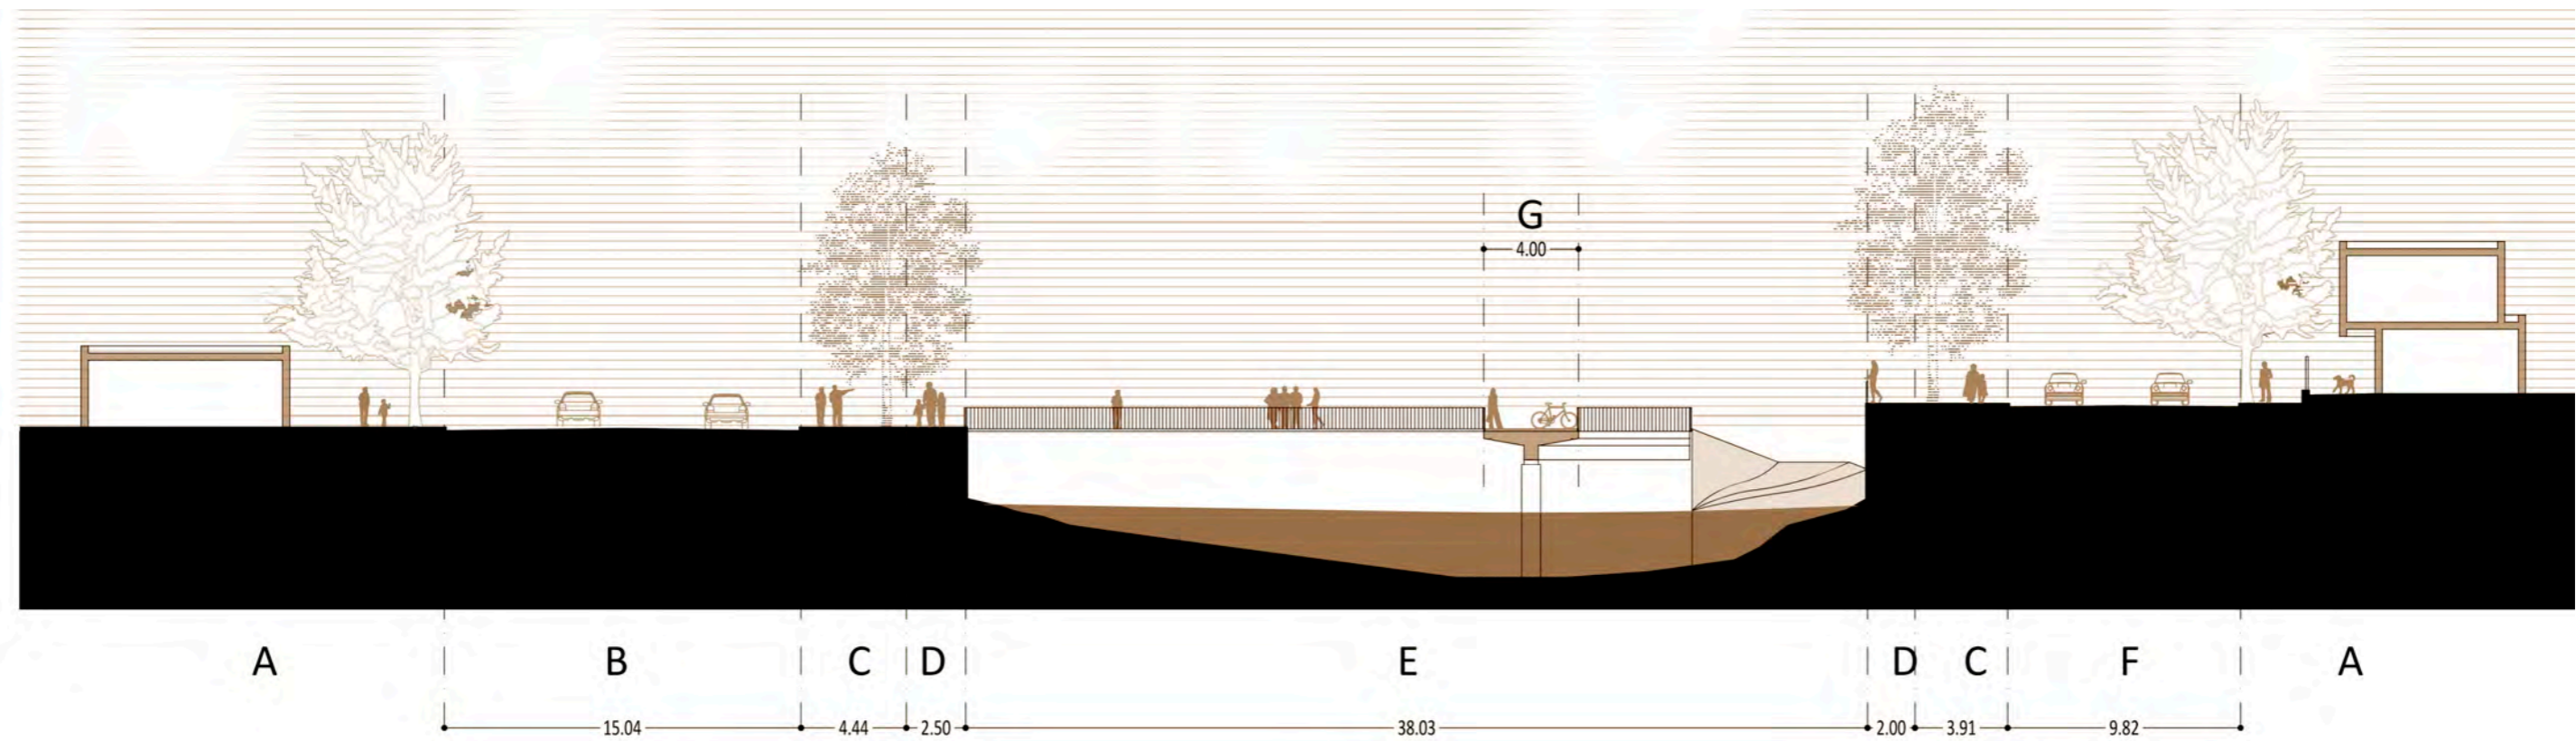 G
4.00
A B C D E D C F A
15.04 4.44 2.50 38.03 2.00 3.91 9.82